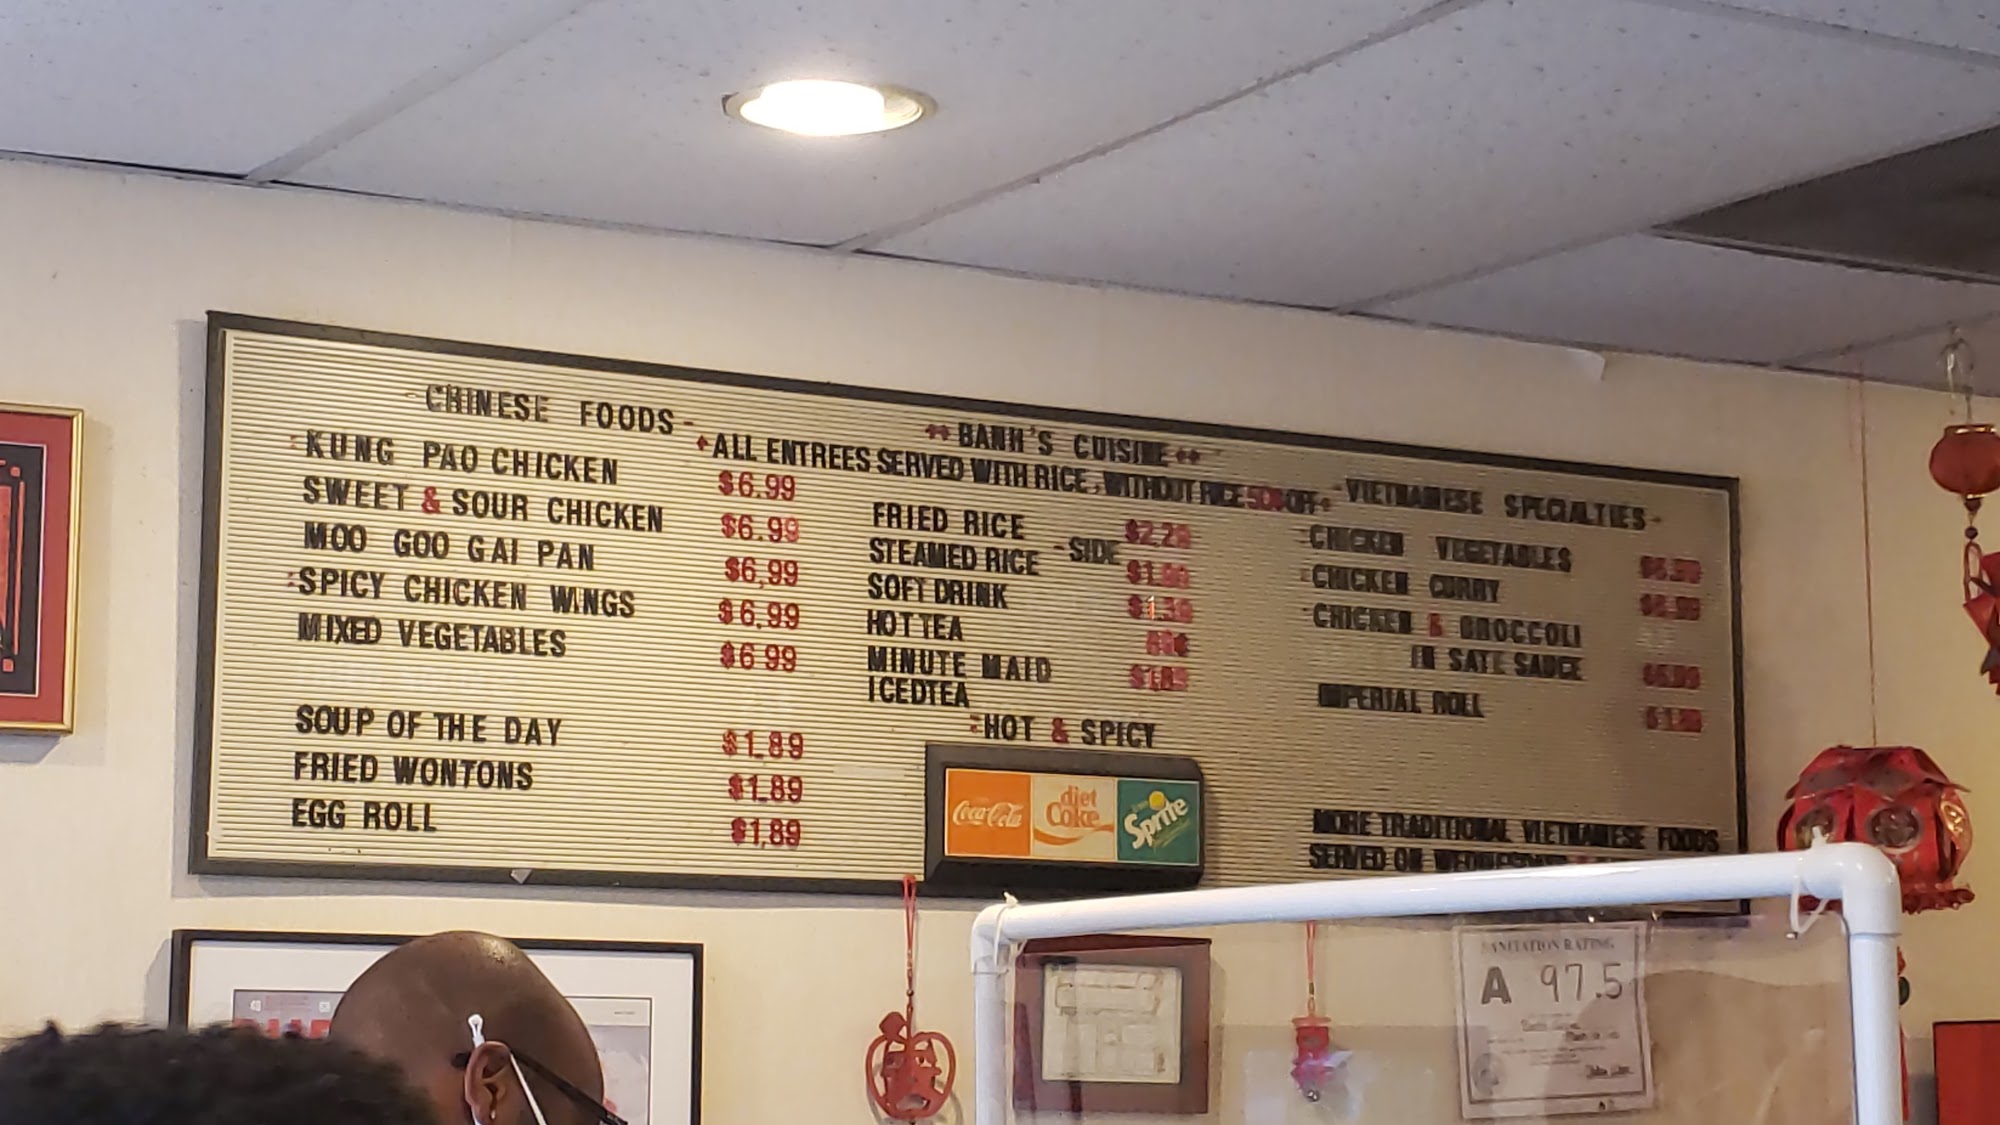 -CHINESE FOODS-
:KUNG PAO CHICKEN $6.99
SWEET & SOUR CHICKEN $6.99
MOO GOO GAI PAN $6,99
:SPICY CHICKEN WINGS $6,99
MIXED VEGETABLES $6 99
SOUP OF THE DAY $1.89
FRIED WONTONS $1.89
EGG ROLL $1,89
BANH'S CUISINE
ALL ENTREES SERVED WITH RICE, WITHOUT RICE 50¢ OFF
FRIED RICE
STEAMED RICE -SIDE
SOFT DRINK
HOT TEA
MINUTE MAID
ICEDTEA
:HOT & SPICY
Coca-Cola
diet
Coke
Sprite
-VIETNAMESE SPECIALTIES-
CHICKEN VEGETABLES
CHICKEN CURRY
CHICKEN & BROCCOLI
IN SATE SAUCE
IMPERIAL ROLL
MORE TRADITIONAL VIETNAMESE FOODS
SERVED ON WEDNESDAY
SANITATION RATING
A 97.5